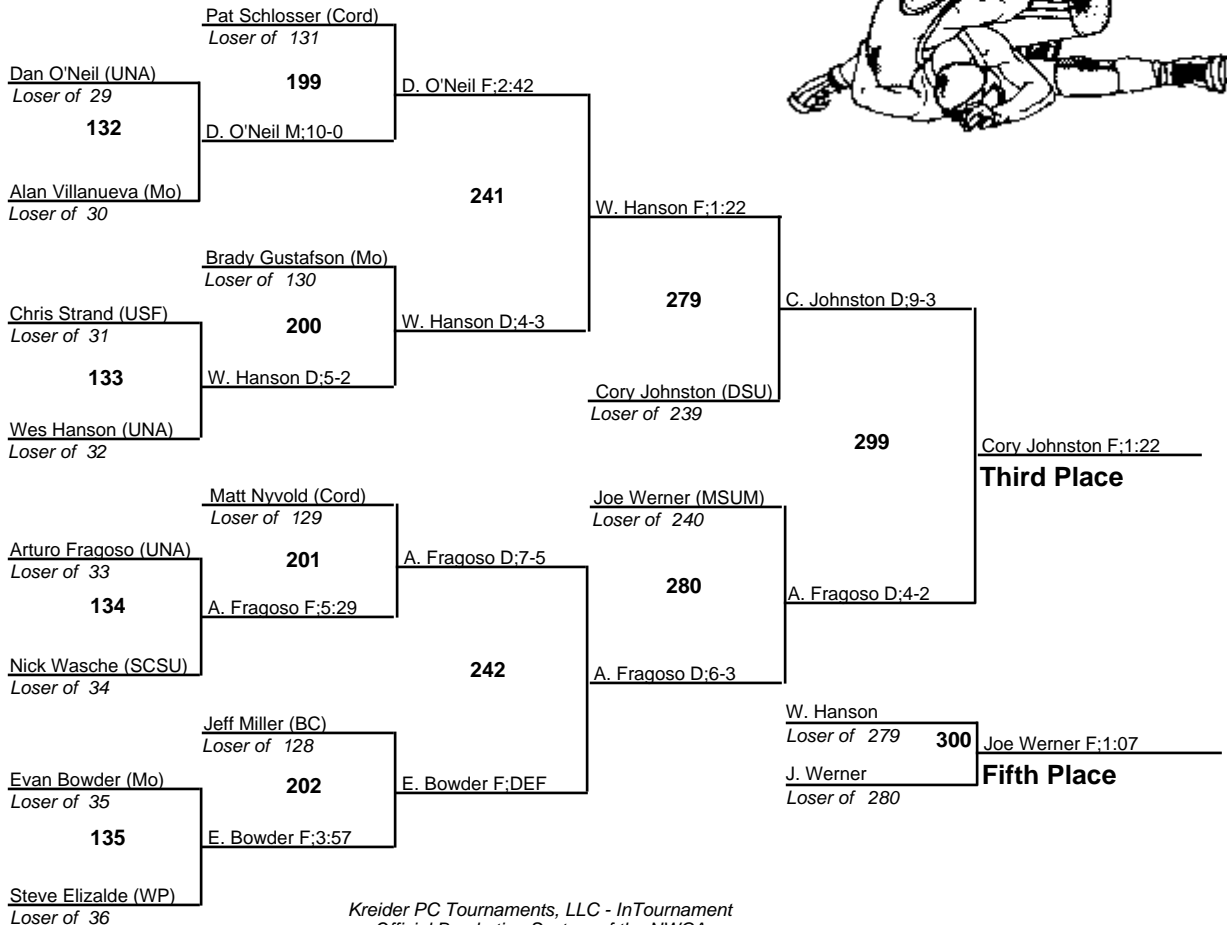 Pat Schlosser (Cord)
Loser of 131
Dan O'Neil (UNA)
Loser of 29
199
D. O'Neil F;2:42
132
D. O'Neil M;10-0
Alan Villanueva (Mo)
Loser of 30
241
W. Hanson F;1:22
Brady Gustafson (Mo)
Loser of 130
Chris Strand (USF)
Loser of 31
200
W. Hanson D;4-3
279
C. Johnston D;9-3
133
W. Hanson D;5-2
Cory Johnston (DSU)
Loser of 239
Wes Hanson (UNA)
Loser of 32
299
Cory Johnston F;1:22
Third Place
Matt Nyvold (Cord)
Loser of 129
Joe Werner (MSUM)
Loser of 240
Arturo Fragoso (UNA)
Loser of 33
201
A. Fragoso D;7-5
280
134
A. Fragoso F;5:29
A. Fragoso D;4-2
Nick Wasche (SCSU)
Loser of 34
242
A. Fragoso D;6-3
Jeff Miller (BC)
Loser of 128
W. Hanson
Loser of 279
300
Joe Werner F;1:07
Fifth Place
J. Werner
Loser of 280
Evan Bowder (Mo)
Loser of 35
202
E. Bowder F;DEF
135
E. Bowder F;3:57
Steve Elizalde (WP)
Loser of 36
Kreider PC Tournaments, LLC - InTournament